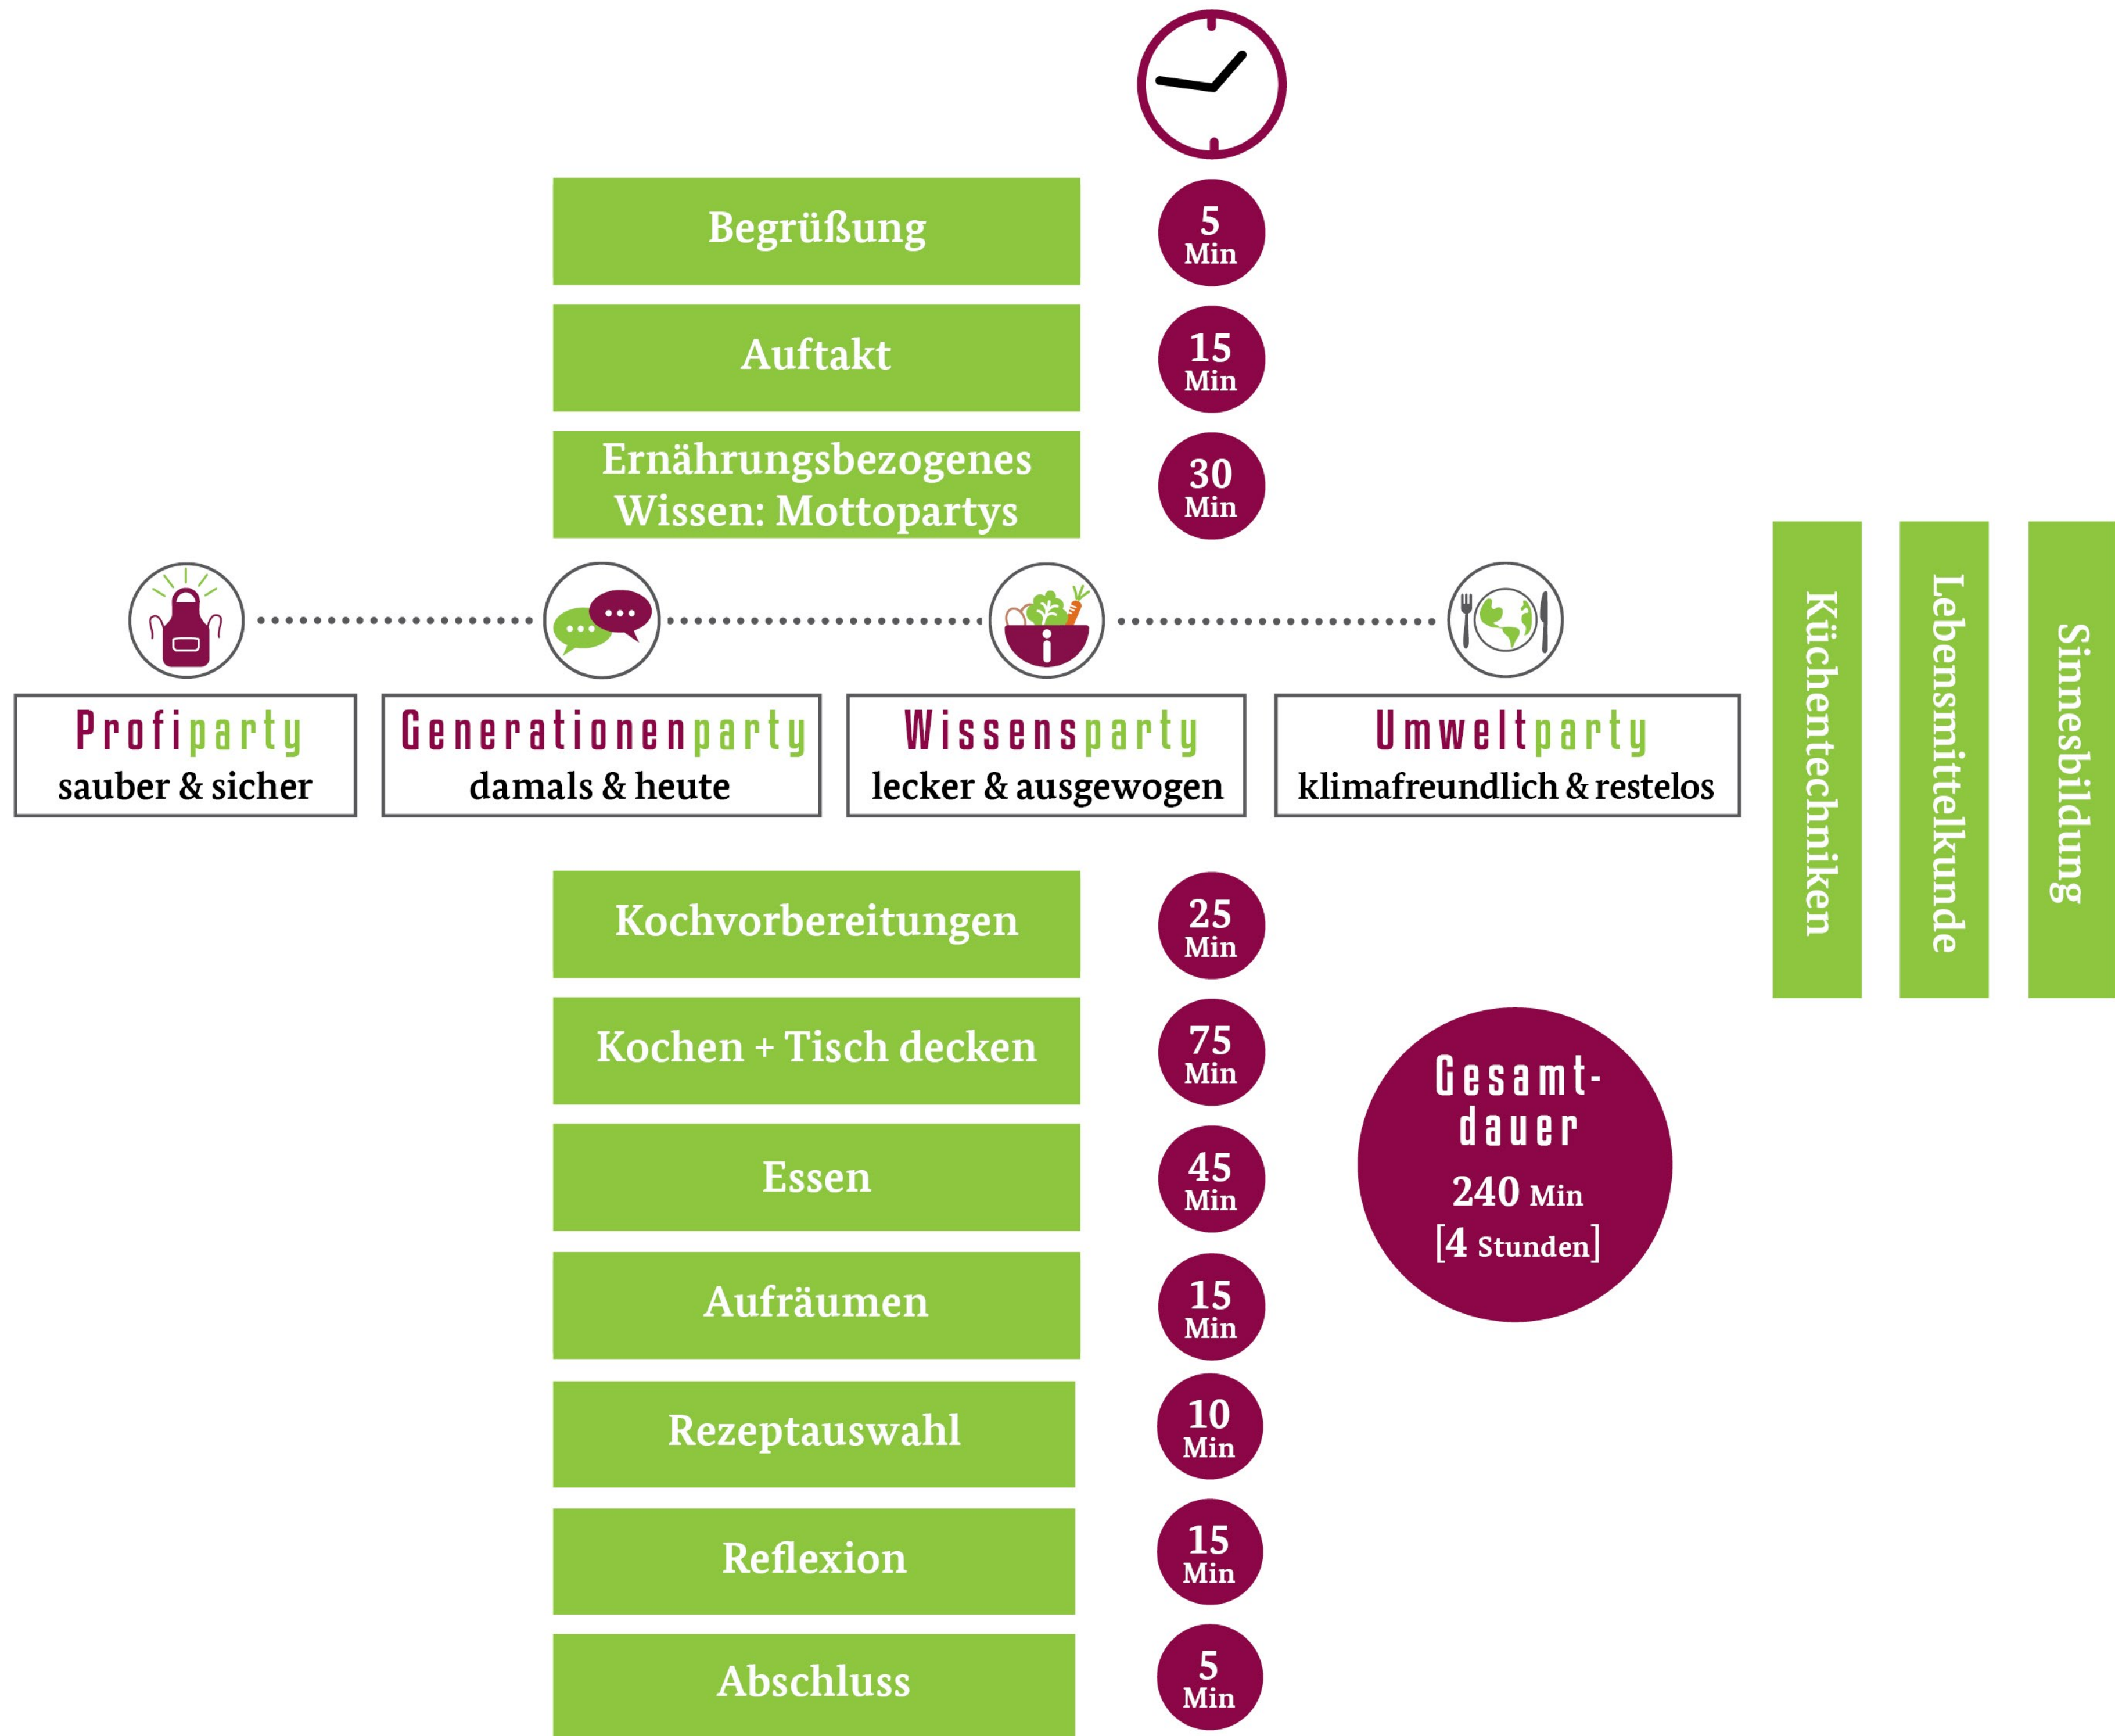 Begrüßung
5
Min
Auftakt
15
Min
Ernährungsbezogenes
Wissen: Mottopartys
30
Min
Profiparty
sauber & sicher
Generationenparty
damals & heute
Wissensparty
lecker & ausgewogen
Umweltparty
klimafreundlich & restelos
Küchentechniken
Lebensmittelkunde
Sinnesbildung
Kochvorbereitungen
25
Min
Kochen + Tisch decken
75
Min
Essen
45
Min
Gesamt-
dauer
240 Min
[4 Stunden]
Aufräumen
15
Min
Rezeptauswahl
10
Min
Reflexion
15
Min
Abschluss
5
Min